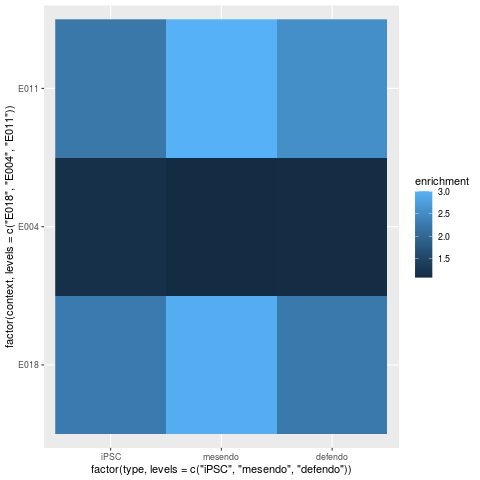 E011
E004
E018
factor(context, levels = c("E018", "E004", "E011"))
iPSC mesendo defendo
factor(type, levels = c("iPSC", "mesendo", "defendo"))
enrichment
3.0
2.5
2.0
1.5